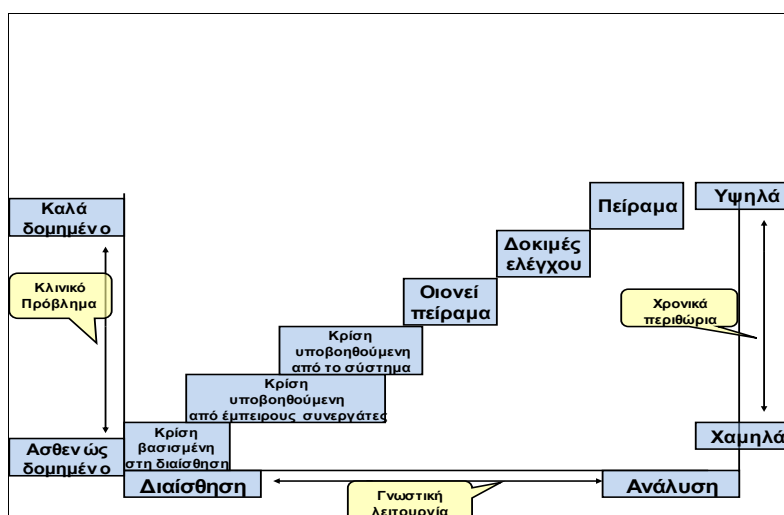 Καλά
δομημένο
Υψηλά
Πείραμα
Δοκιμές
ελέγχου
Κλινικό
Πρόβλημα
Οιονεί
πείραμα
Χρονικά
περιθώρια
Κρίση
υποβοηθούμενη
από το σύστημα
Κρίση
υποβοηθούμενη
από έμπειρους συνεργάτες
Κρίση
βασισμένη
στη διαίσθηση
Ασθενώς
δομημένο
Χαμηλά
Διαίσθηση
Ανάλυση
Γνωστική
λειτουργία